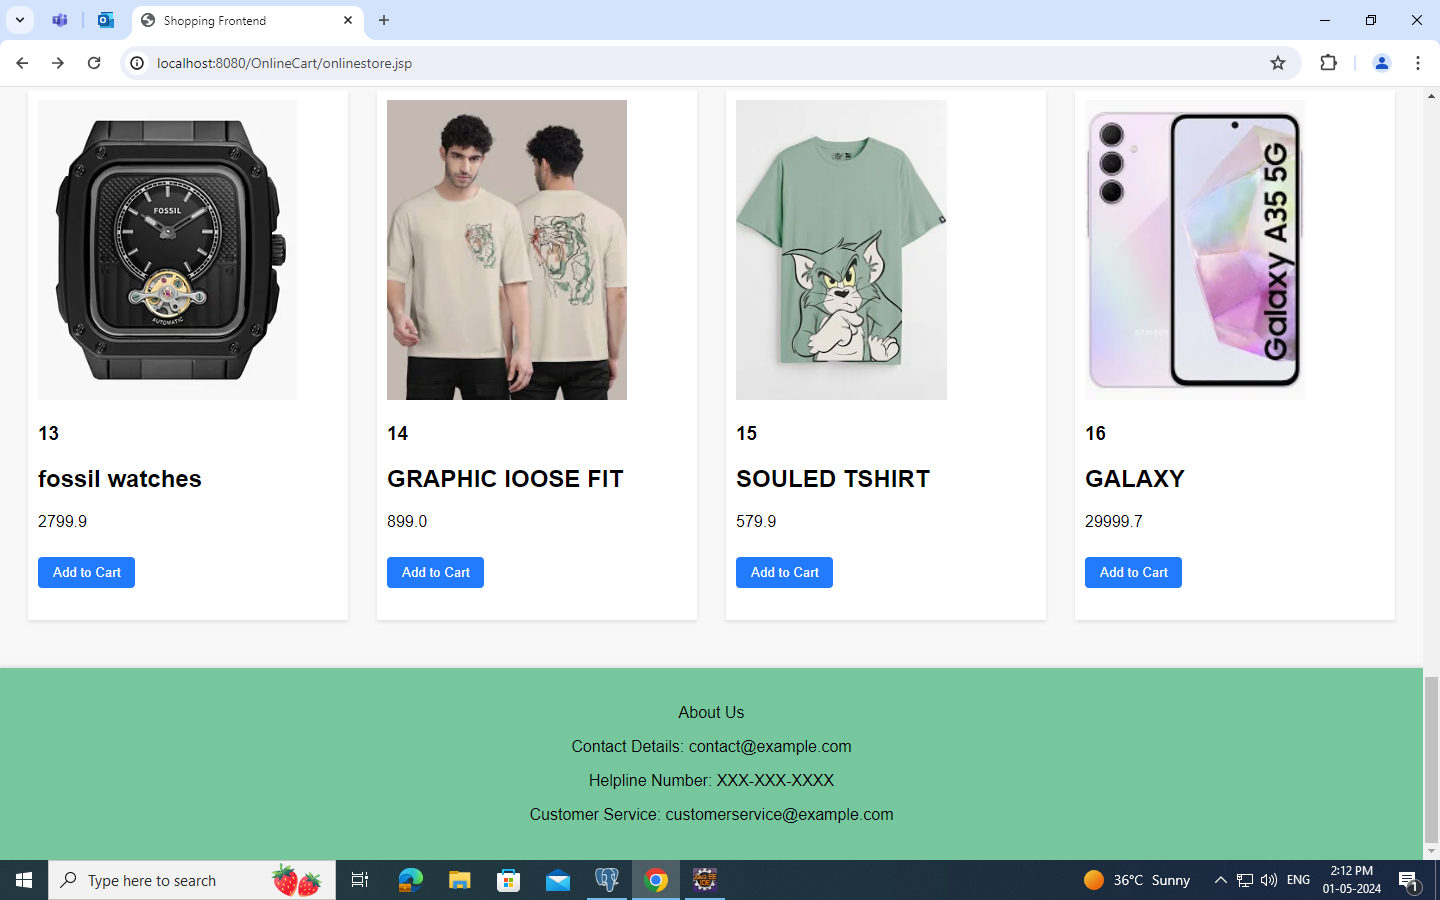 Shopping Frontend
localhost:8080/OnlineCart/onlinestore.jsp
FOSSIL
AUTOMATIC
SAMSUNG
Galaxy A35 5G
13
14
15
16
fossil watches
GRAPHIC lOOSE FIT
SOULED TSHIRT
GALAXY
2799.9
899.0
579.9
29999.7
Add to Cart
Add to Cart
Add to Cart
Add to Cart
About Us
Contact Details: contact@example.com
Helpline Number: XXX-XXX-XXXX
Customer Service: customerservice@example.com
Type here to search
36°C Sunny
ENG
2:12 PM
01-05-2024
1